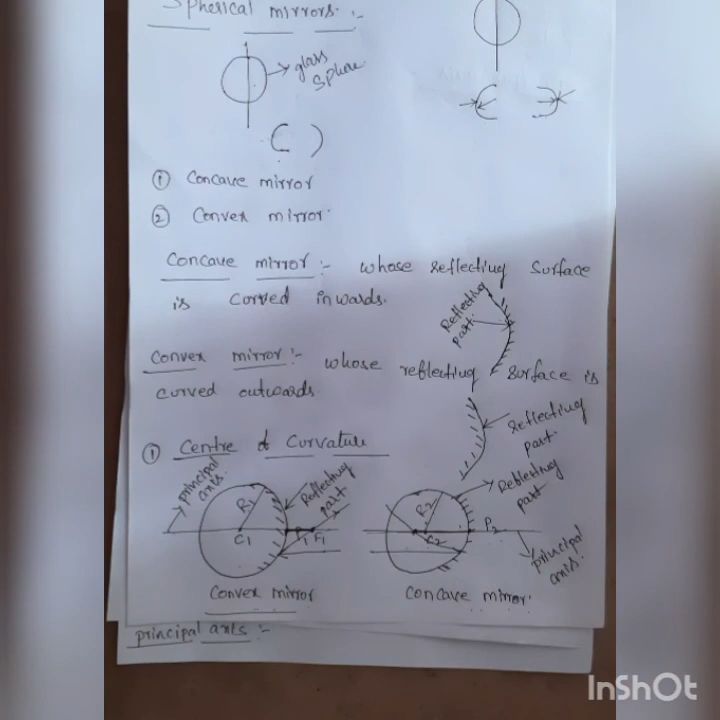 Spherical mirrors :-
glass
sphere
① Concave mirror
② Convex mirror.
Concave mirror :- whose reflecting surface
is curved inwards.
Reflecting
part.
Convex mirror :- whose reflecting surface is
curved outwards
Reflecting
part.
① Centre of Curvature
principal
axis.
R1
Reflecting
part
C1
P1
F1
Convex mirror
R2
Reflecting
part
C2
P2
principal
axis.
Concave mirror.
principal axis :-
InShOt